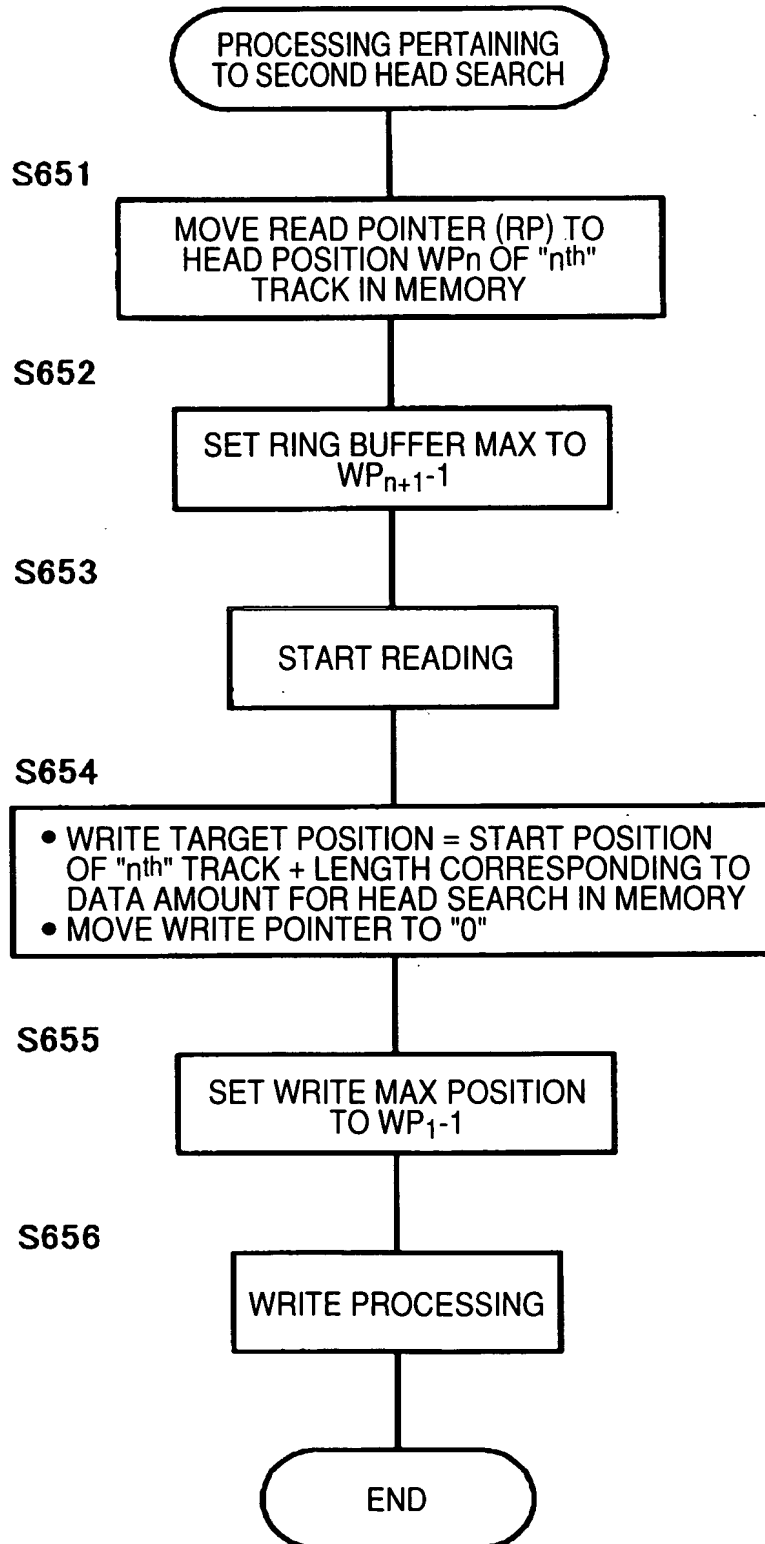 PROCESSING PERTAINING
TO SECOND HEAD SEARCH
S651
MOVE READ POINTER (RP) TO
HEAD POSITION WPn OF "nth"
TRACK IN MEMORY
S652
SET RING BUFFER MAX TO
WPn+1-1
S653
START READING
S654
• WRITE TARGET POSITION = START POSITION
OF "nth" TRACK + LENGTH CORRESPONDING TO
DATA AMOUNT FOR HEAD SEARCH IN MEMORY
• MOVE WRITE POINTER TO "0"
S655
SET WRITE MAX POSITION
TO WP1-1
S656
WRITE PROCESSING
END